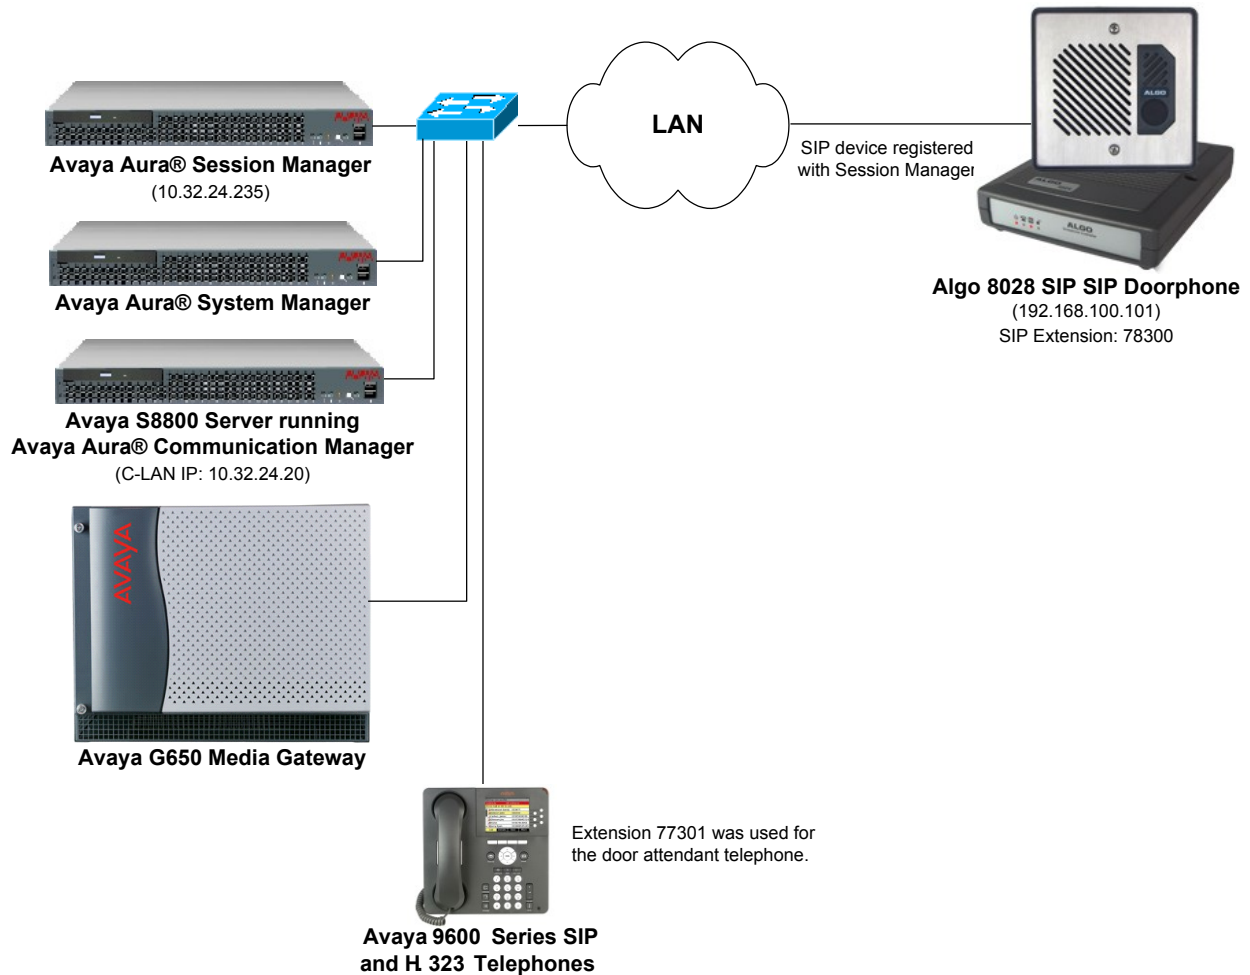 Avaya Aura® Session Manager
(10.32.24.235)
Avaya Aura® System Manager
Avaya S8800 Server running
Avaya Aura® Communication Manager
(C-LAN IP: 10.32.24.20)
AVAYA
Avaya G650 Media Gateway
LAN
SIP device registered
with Session Manager
ALGO
ALGO
Algo 8028 SIP SIP Doorphone
(192.168.100.101)
SIP Extension: 78300
Extension 77301 was used for
the door attendant telephone.
Avaya 9600 Series SIP
and H.323 Telephones